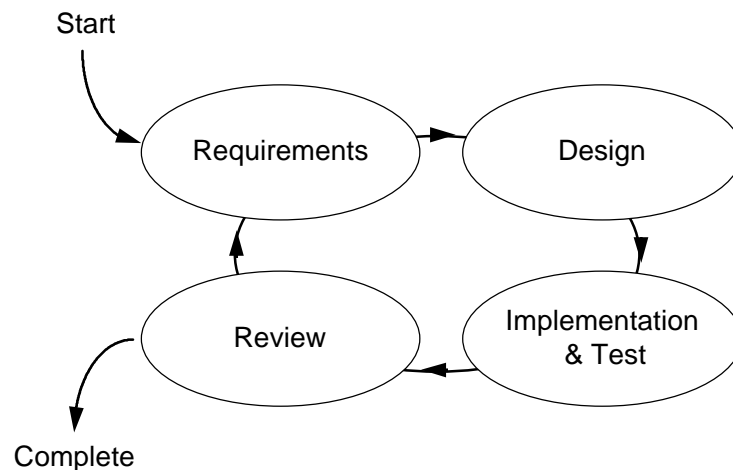 Start
Requirements
Design
Review
Implementation
& Test
Complete